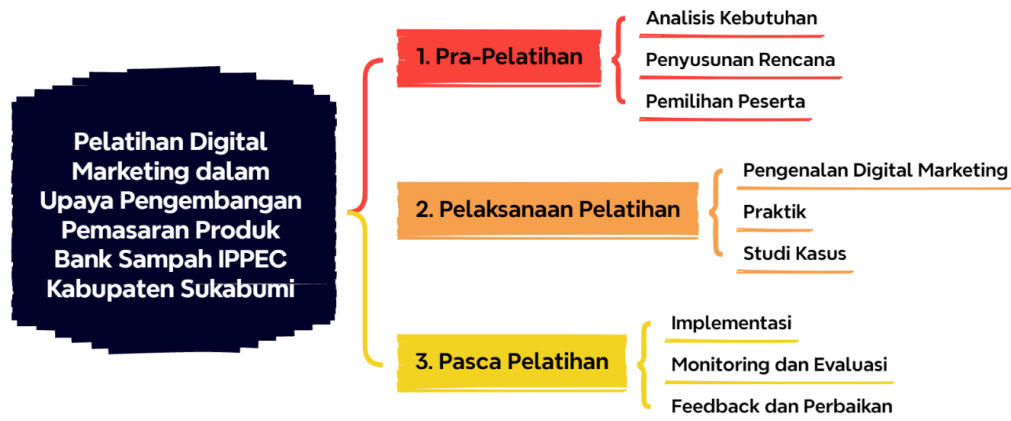 Pelatihan Digital
Marketing dalam
Upaya Pengembangan
Pemasaran Produk
Bank Sampah IPPEC
Kabupaten Sukabumi
1. Pra-Pelatihan
Analisis Kebutuhan
Penyusunan Rencana
Pemilihan Peserta
2. Pelaksanaan Pelatihan
Pengenalan Digital Marketing
Praktik
Studi Kasus
3. Pasca Pelatihan
Implementasi
Monitoring dan Evaluasi
Feedback dan Perbaikan